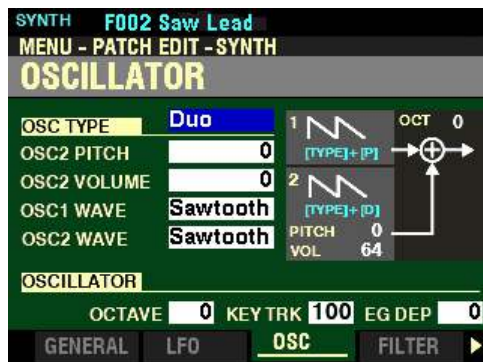 SYNTH F002 Saw Lead
MENU - PATCH EDIT - SYNTH
OSCILLATOR
OSC TYPE Duo
OSC2 PITCH 0
OSC2 VOLUME 0
OSC1 WAVE Sawtooth
OSC2 WAVE Sawtooth
1 OCT 0
[TYPE]+[P]
2
[TYPE]+[D]
PITCH 0
VOL 64
OSCILLATOR
OCTAVE 0 KEY TRK 100 EG DEP 0
GENERAL LFO OSC FILTER